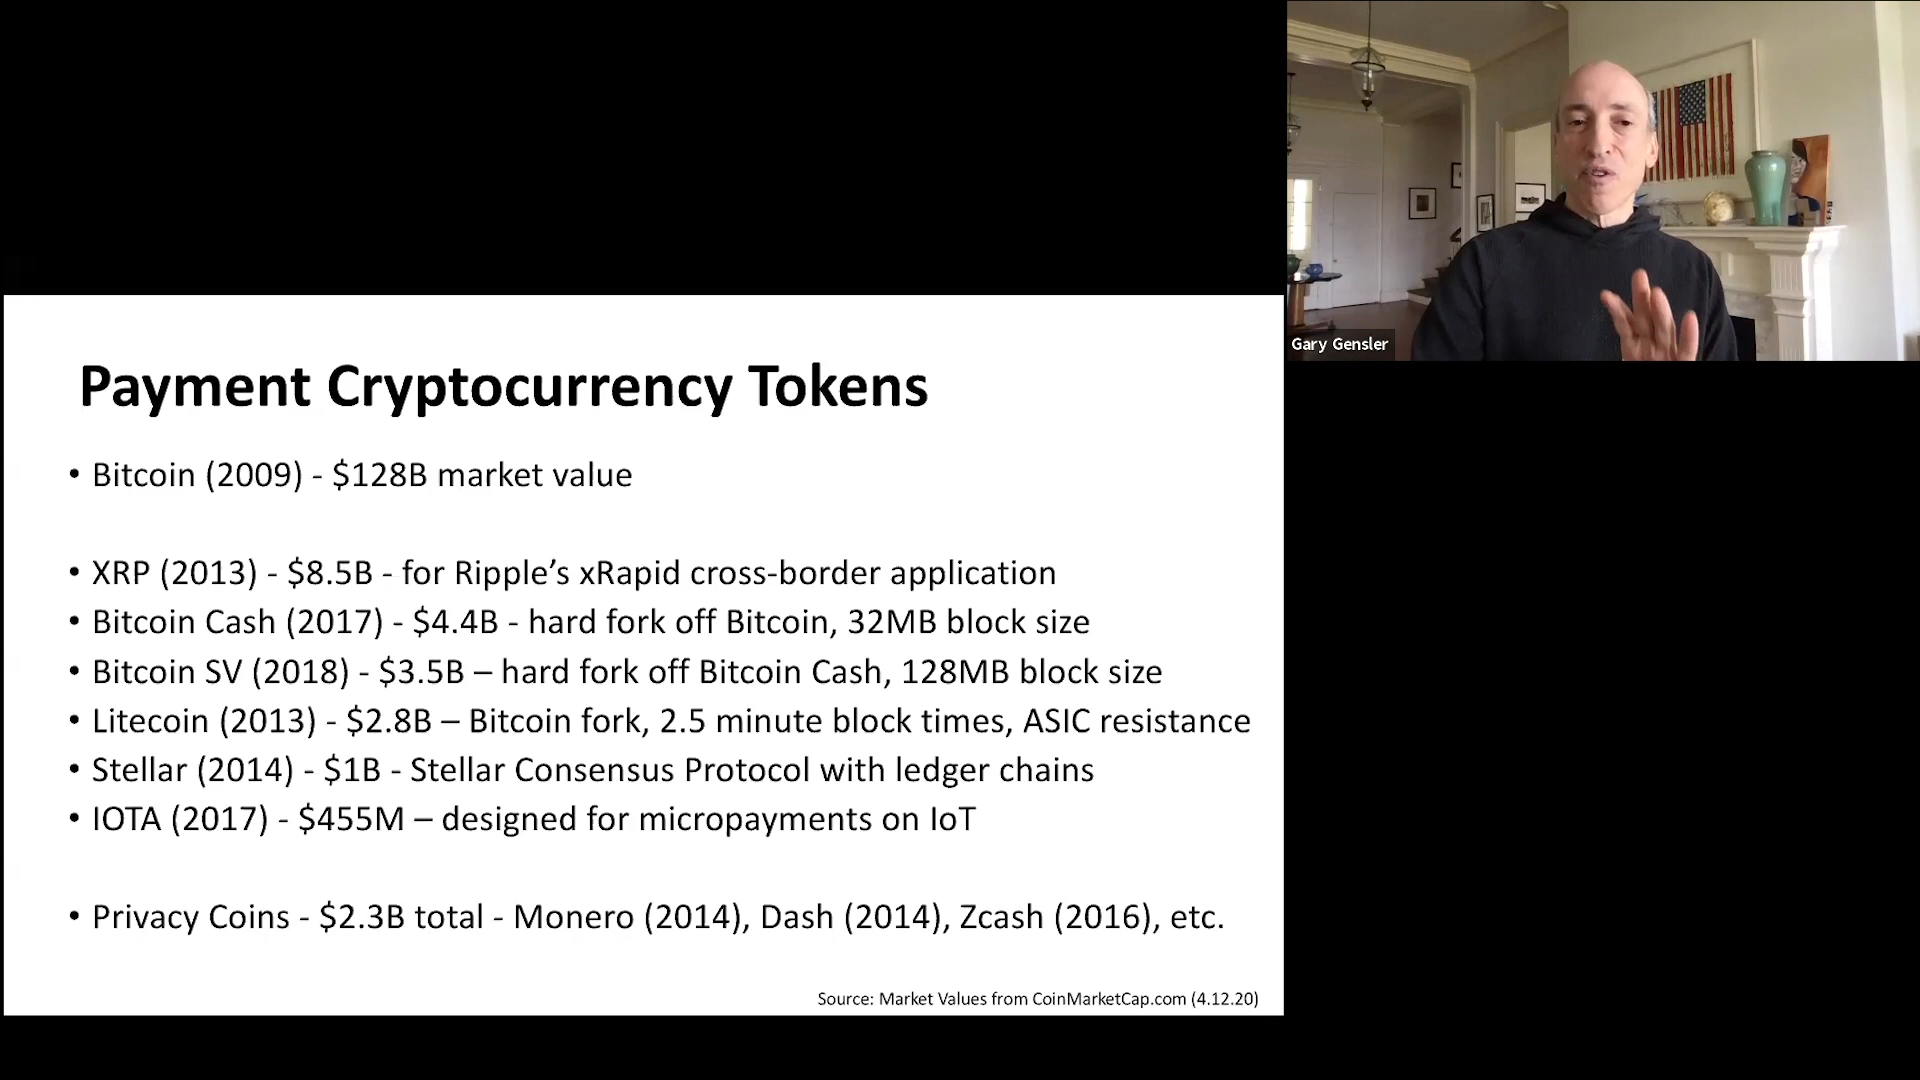 Gary Gensler
Payment Cryptocurrency Tokens
• Bitcoin (2009) - $128B market value
• XRP (2013) - $8.5B - for Ripple’s xRapid cross-border application
• Bitcoin Cash (2017) - $4.4B - hard fork off Bitcoin, 32MB block size
• Bitcoin SV (2018) - $3.5B – hard fork off Bitcoin Cash, 128MB block size
• Litecoin (2013) - $2.8B – Bitcoin fork, 2.5 minute block times, ASIC resistance
• Stellar (2014) - $1B - Stellar Consensus Protocol with ledger chains
• IOTA (2017) - $455M – designed for micropayments on IoT
• Privacy Coins - $2.3B total - Monero (2014), Dash (2014), Zcash (2016), etc.
Source: Market Values from CoinMarketCap.com (4.12.20)